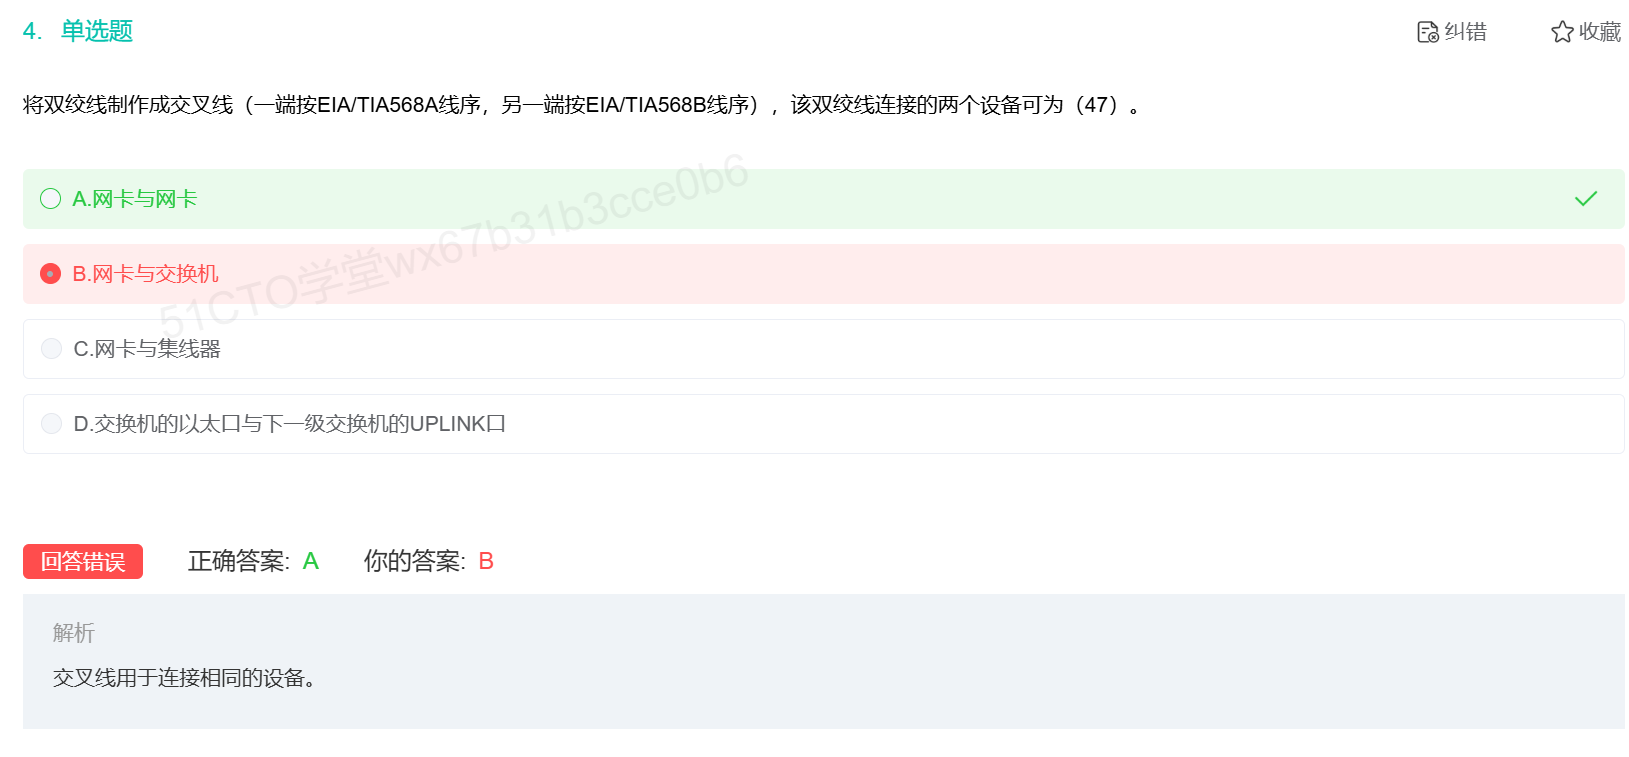 4. 单选题
纠错
收藏
将双绞线制作成交叉线（一端按EIA/TIA568A线序，另一端按EIA/TIA568B线序），该双绞线连接的两个设备可为（47）。
A.网卡与网卡
B.网卡与交换机
C.网卡与集线器
D.交换机的以太口与下一级交换机的UPLINK口
51CTO学堂wx67b31b3cce0b6
回答错误 正确答案: A 你的答案: B
解析
交叉线用于连接相同的设备。